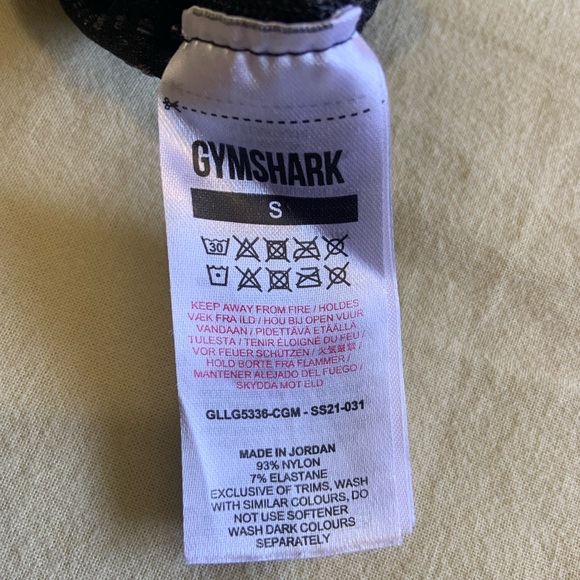 GYMSHARK
S
30
KEEP AWAY FROM FIRE / HOLDES
VÆK FRA ILD / HOU BIJ OPEN VUUR
VANDAAN / PIDETTÄVÄ ETÄÄLLÄ
TULESTA / TENIR ÉLOIGNÉ DU FEU /
VOR FEUER SCHÜTZEN /
HOLD BORTE FRA FLAMMER /
MANTENER ALEJADO DEL FUEGO /
SKYDDA MOT ELD
GLLG5336-CGM - SS21-031
MADE IN JORDAN
93% NYLON
7% ELASTANE
EXCLUSIVE OF TRIMS, WASH
WITH SIMILAR COLOURS, DO
NOT USE SOFTENER
WASH DARK COLOURS
SEPARATELY